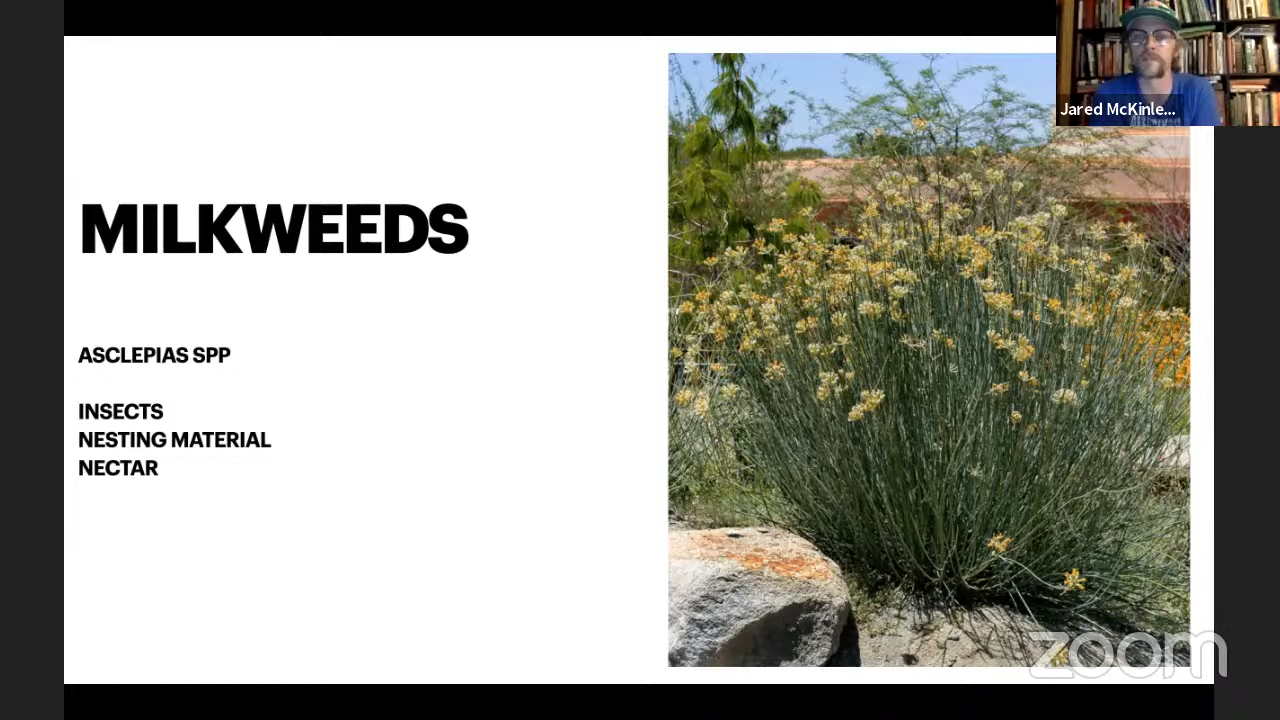 MILKWEEDS
ASCLEPIAS SPP
INSECTS
NESTING MATERIAL
NECTAR
Jared McKinle...
zoom